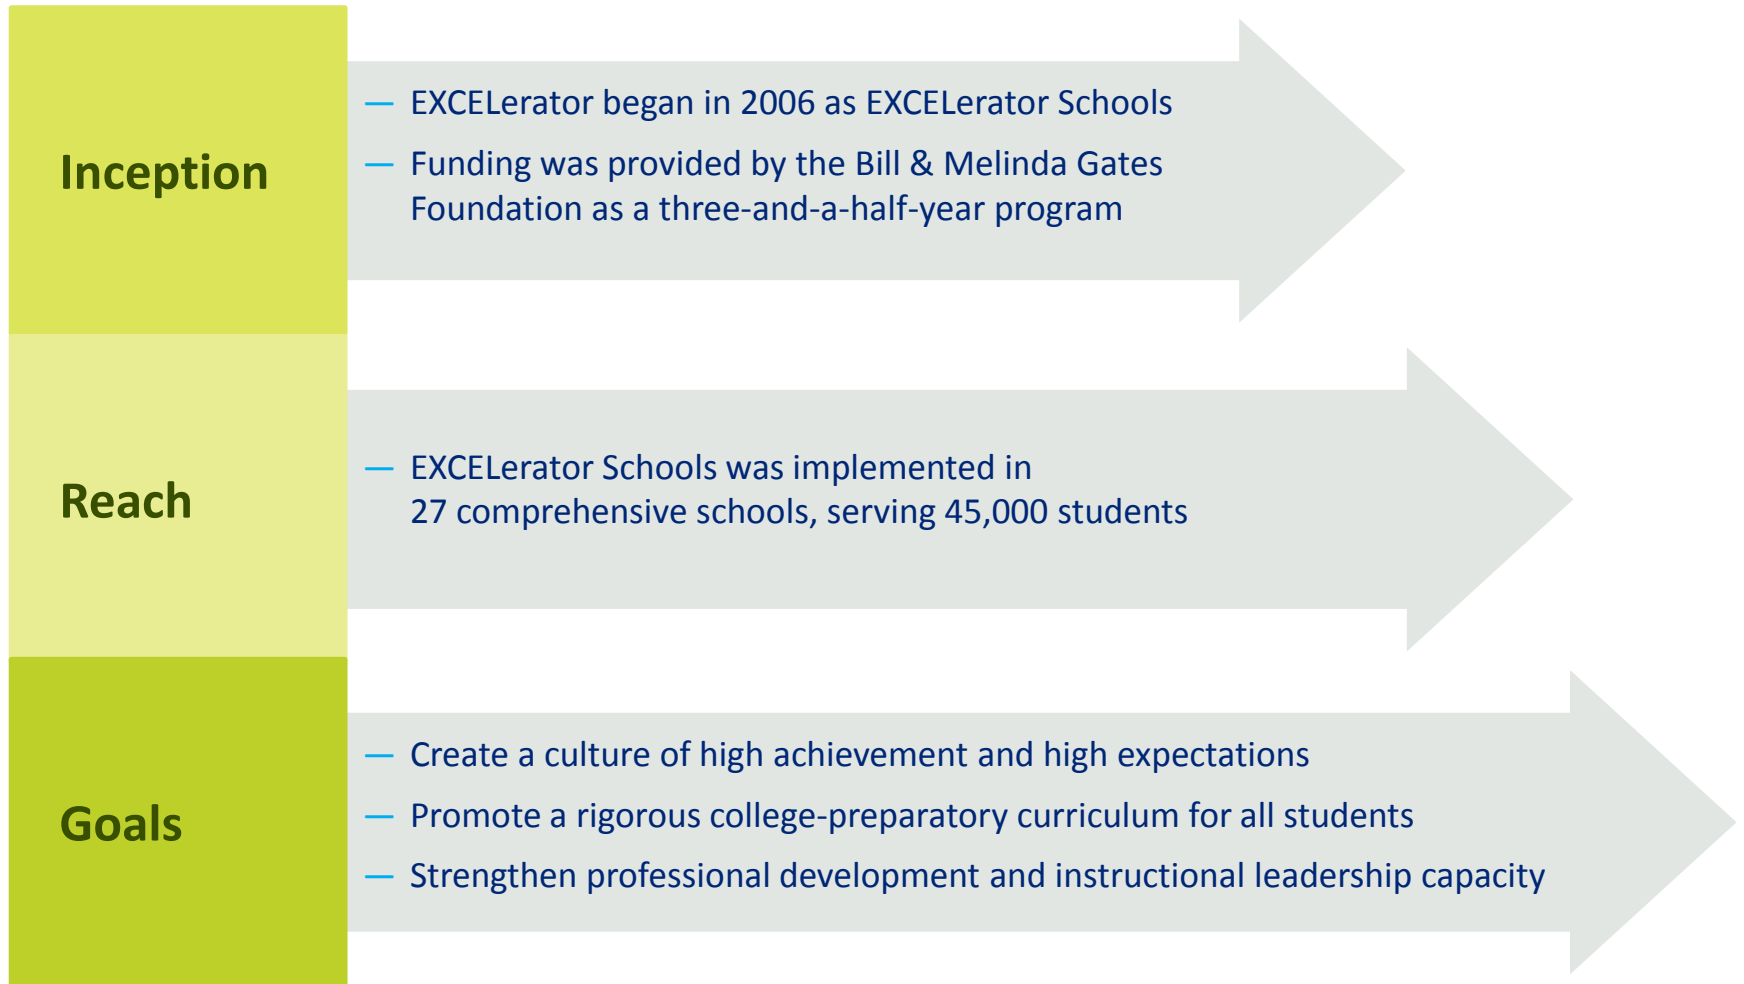 Inception
— EXCELerator began in 2006 as EXCELerator Schools
— Funding was provided by the Bill & Melinda Gates
Foundation as a three-and-a-half-year program
Reach
— EXCELerator Schools was implemented in
27 comprehensive schools, serving 45,000 students
Goals
— Create a culture of high achievement and high expectations
— Promote a rigorous college-preparatory curriculum for all students
— Strengthen professional development and instructional leadership capacity